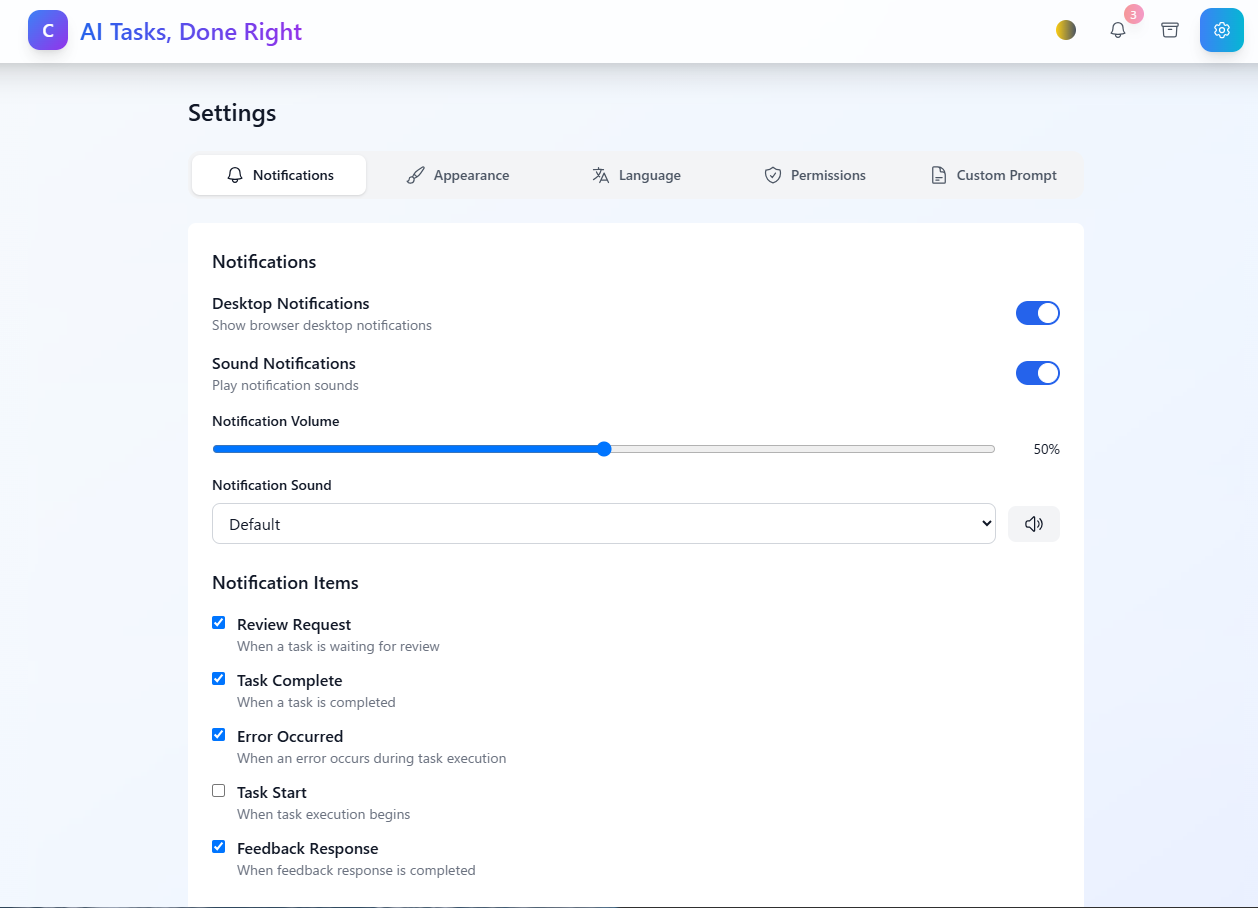 C
AI Tasks, Done Right
3
Settings
Notifications
Appearance
Language
Permissions
Custom Prompt
Notifications
Desktop Notifications
Show browser desktop notifications
Sound Notifications
Play notification sounds
Notification Volume
50%
Notification Sound
Default
Notification Items
Review Request
When a task is waiting for review
Task Complete
When a task is completed
Error Occurred
When an error occurs during task execution
Task Start
When task execution begins
Feedback Response
When feedback response is completed